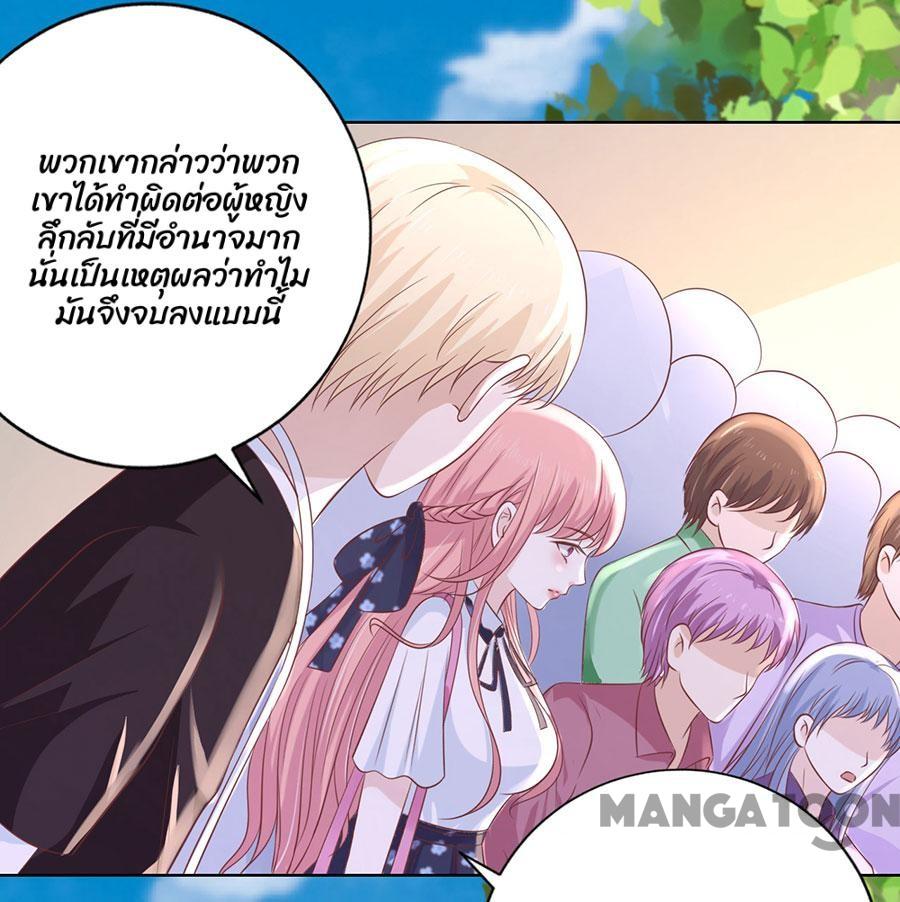 พวกเขากล่าวว่าพวก
เขาได้ทำผิดต่อผู้หญิง
ลึกลับที่มีอำนาจมาก
นั่นเป็นเหตุผลว่าทำไม
มันจึงจบลงแบบนี้
MANGATOON